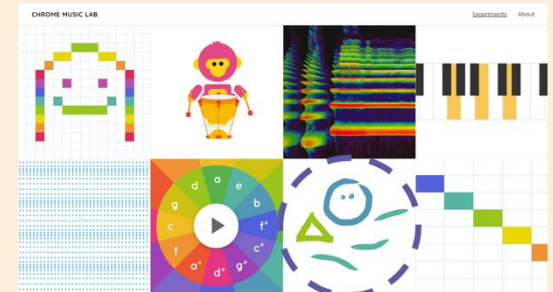 CHROME MUSIC LAB
Experiments About
a
d e
g b
c f#
f c#
a# g#
d#